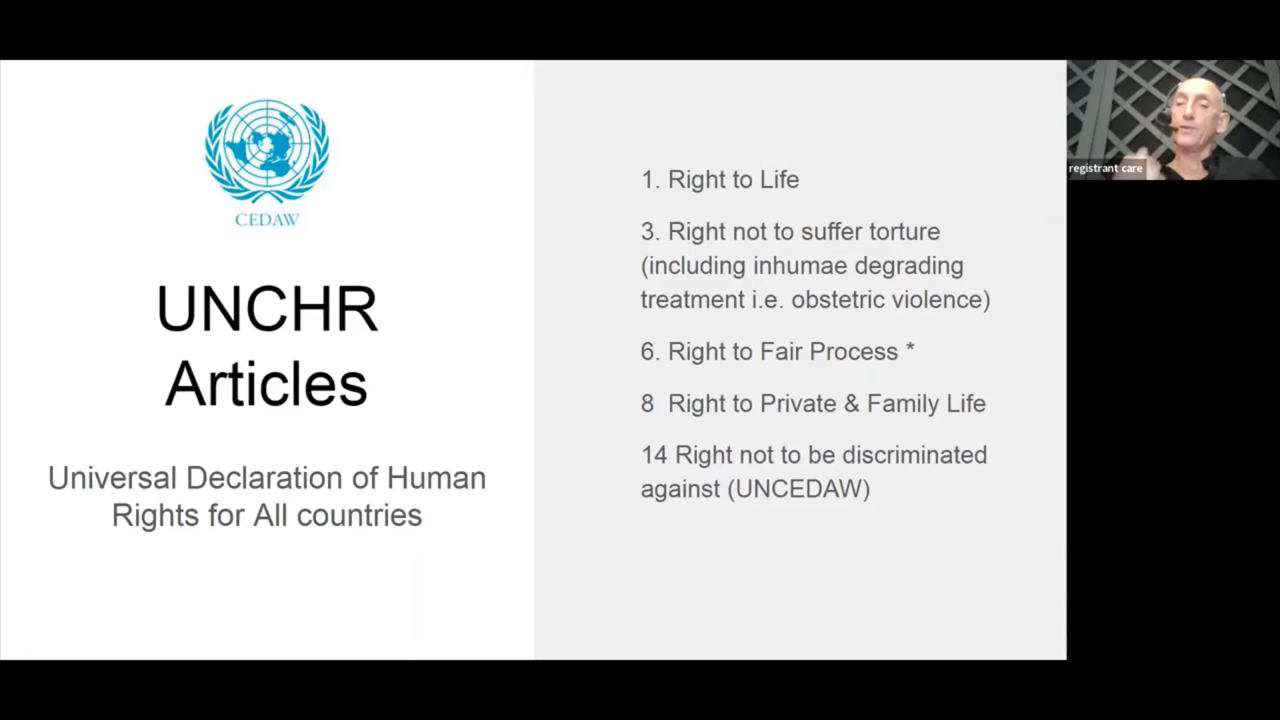 CEDAW
UNCHR
Articles
Universal Declaration of Human
Rights for All countries
1. Right to Life
3. Right not to suffer torture
(including inhumae degrading
treatment i.e. obstetric violence)
6. Right to Fair Process *
8 Right to Private & Family Life
14 Right not to be discriminated
against (UNCEDAW)
registrant care